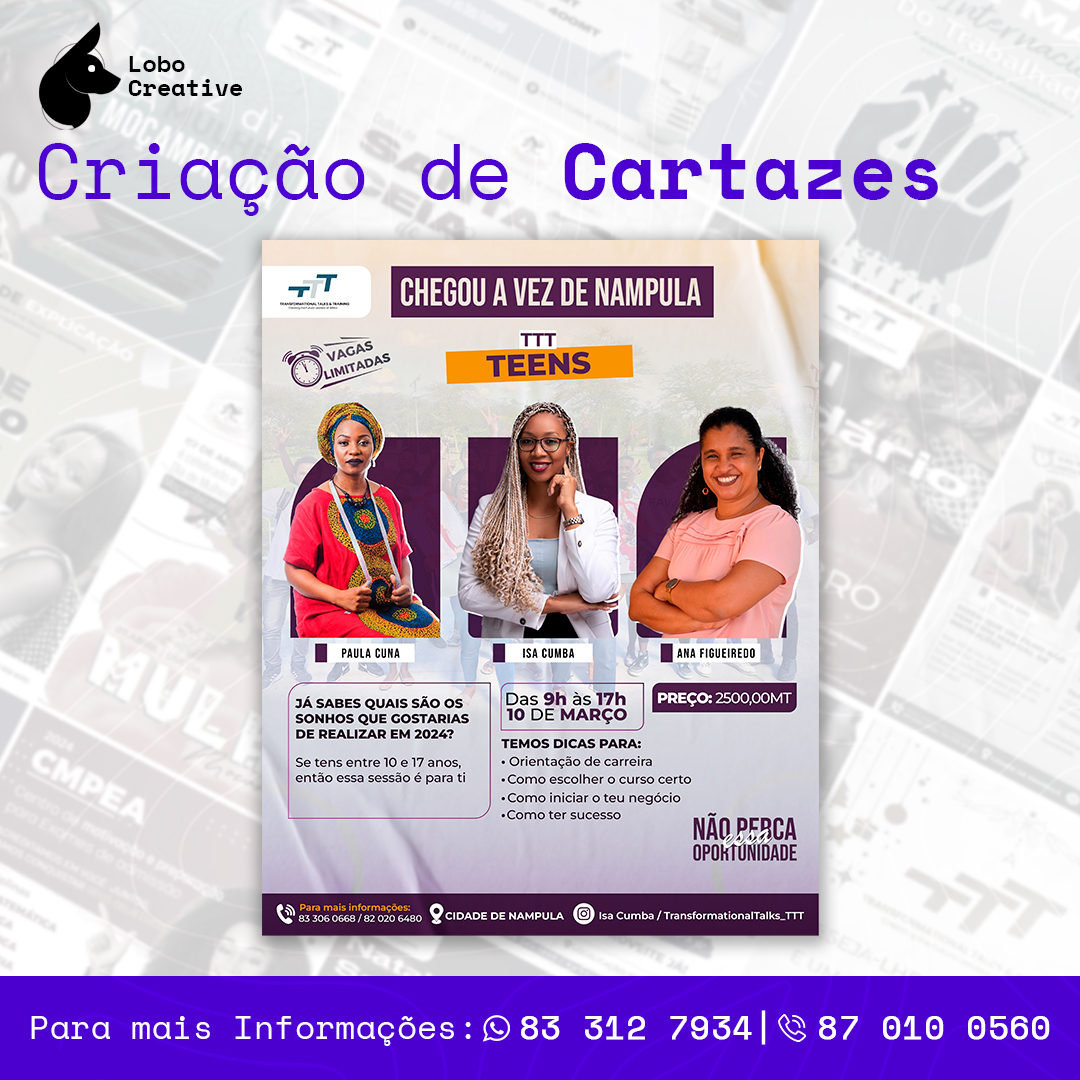 Lobo
Creative
Criação de Cartazes
TTT
TRANSFORMATIONAL TALKS & TRAINING
CHEGOU A VEZ DE NAMPULA
TTT
TEENS
VAGAS
LIMITADAS
PAULA CUNA
ISA CUMBA
ANA FIGUEIREDO
JÁ SABES QUAIS SÃO OS
SONHOS QUE GOSTARIAS
DE REALIZAR EM 2024?
Se tens entre 10 e 17 anos,
então essa sessão é para ti
Das 9h às 17h
10 DE MARÇO
PREÇO: 2500,00MT
TEMOS DICAS PARA:
• Orientação de carreira
• Como escolher o curso certo
• Como iniciar o teu negócio
• Como ter sucesso
NÃO PERCA
essa
OPORTUNIDADE
Para mais informações:
83 306 0668 / 82 020 6480
CIDADE DE NAMPULA
Isa Cumba / TransformationalTalks_TTT
Para mais Informações: 83 312 7934| 87 010 0560
CMPEA